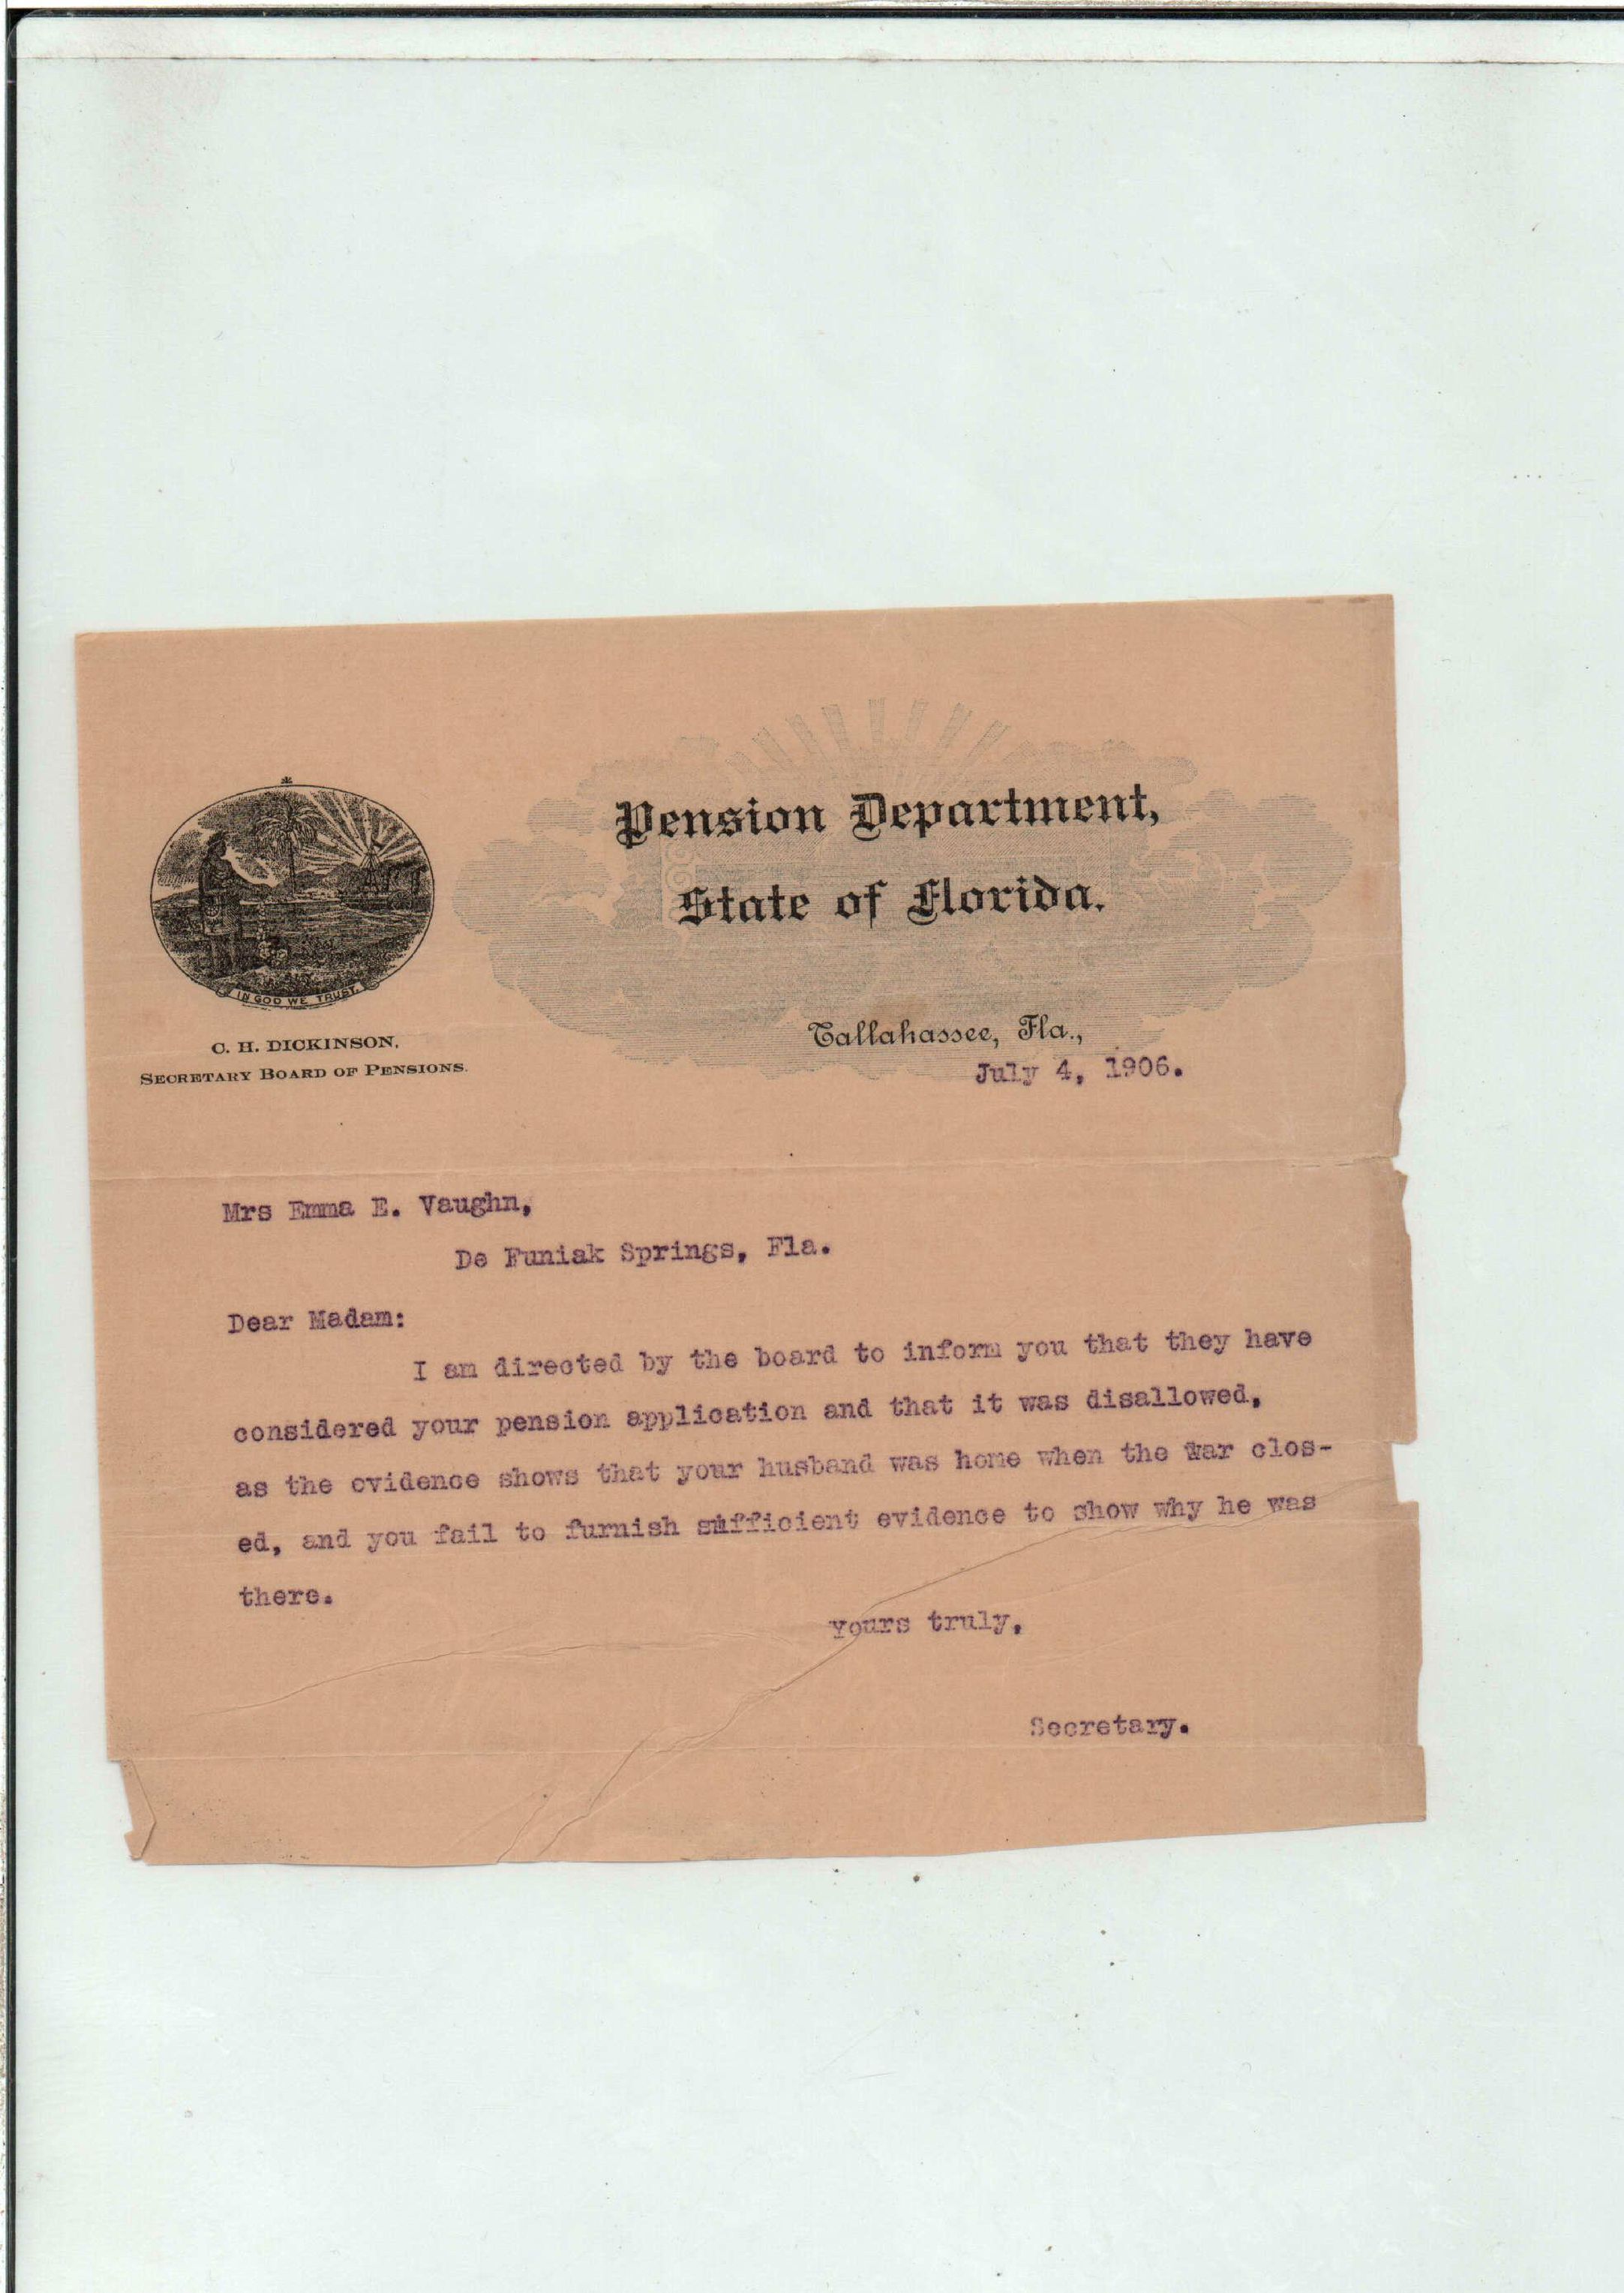 Pension Department,
State of Florida.
IN GOD WE TRUST.
C. H. DICKINSON,
SECRETARY BOARD OF PENSIONS.
Tallahassee, Fla.,
July 4, 1906.
Mrs Emma E. Vaughn,
De Funiak Springs, Fla.
Dear Madam:
I am directed by the board to inform you that they have
considered your pension application and that it was disallowed,
as the evidence shows that your husband was home when the War clos-
ed, and you fail to furnish sufficient evidence to show why he was
there.
Yours truly,
Secretary.